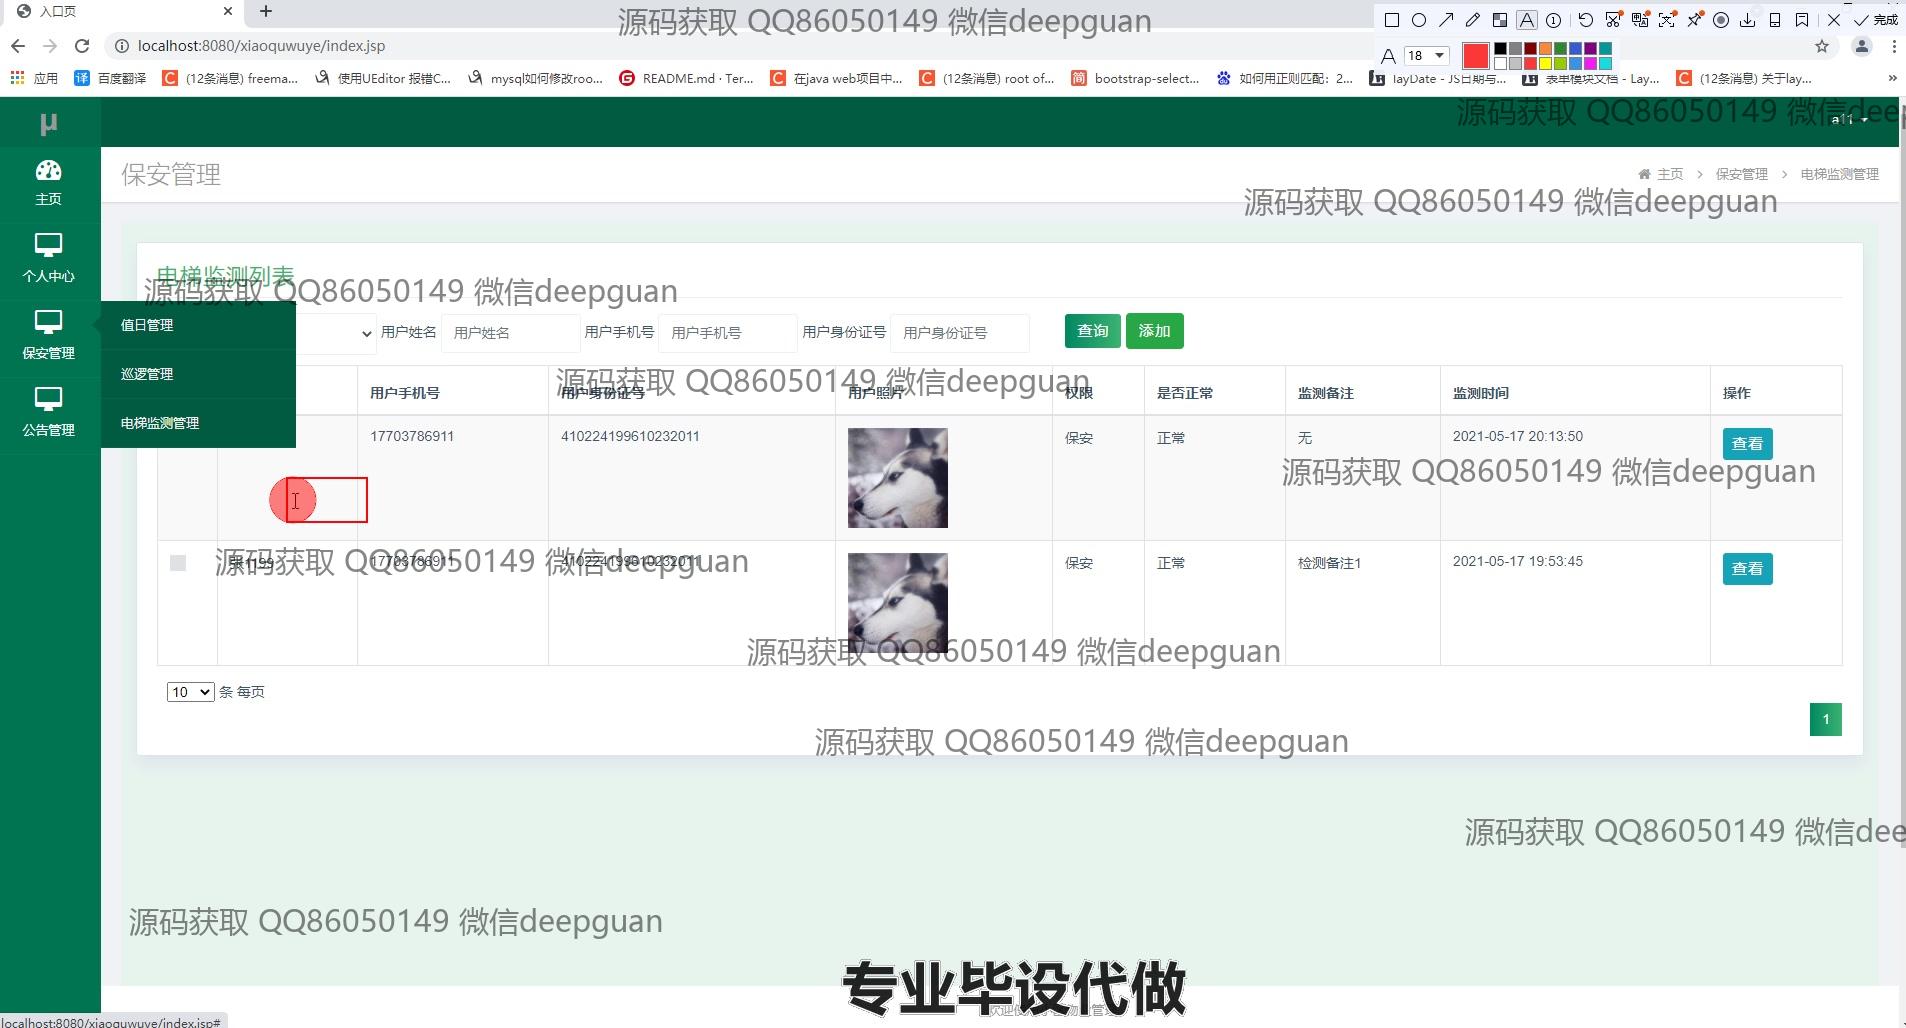 入口页
源码获取 QQ86050149 微信deepguan
完成
localhost:8080/xiaoquwuye/index.jsp
18
应用
百度翻译
(12条消息) freema...
使用UEditor 报错C...
mysql如何修改roo...
README.md · Ter...
在java web项目中...
(12条消息) root of...
bootstrap-select...
如何用正则匹配：2...
layDate - JS日期与...
表单模块文档 - Lay...
(12条消息) 关于lay...
μ
源码获取 QQ86050149 微信deep
a11
主页
保安管理
主页 > 保安管理 > 电梯监测管理
源码获取 QQ86050149 微信deepguan
个人中心
电梯监测列表
源码获取 QQ86050149 微信deepguan
保安管理
值日管理
用户姓名 用户姓名 用户手机号 用户手机号 用户身份证号 用户身份证号 查询 添加
巡逻管理
源码获取 QQ86050149 微信deepguan
用户手机号 用户身份证号 用户照片 权限 是否正常 监测备注 监测时间 操作
公告管理
电梯监测管理
17703786911 410224199610232011 保安 正常 无 2021-05-17 20:13:50 查看
源码获取 QQ86050149 微信deepguan
17703786911 410224199610232011 保安 正常 检测备注1 2021-05-17 19:53:45 查看
源码获取 QQ86050149 微信deepguan
源码获取 QQ86050149 微信deepguan
10 条 每页
1
源码获取 QQ86050149 微信deepguan
源码获取 QQ86050149 微信dee
源码获取 QQ86050149 微信deepguan
专业毕设代做
localhost:8080/xiaoquwuye/index.jsp#